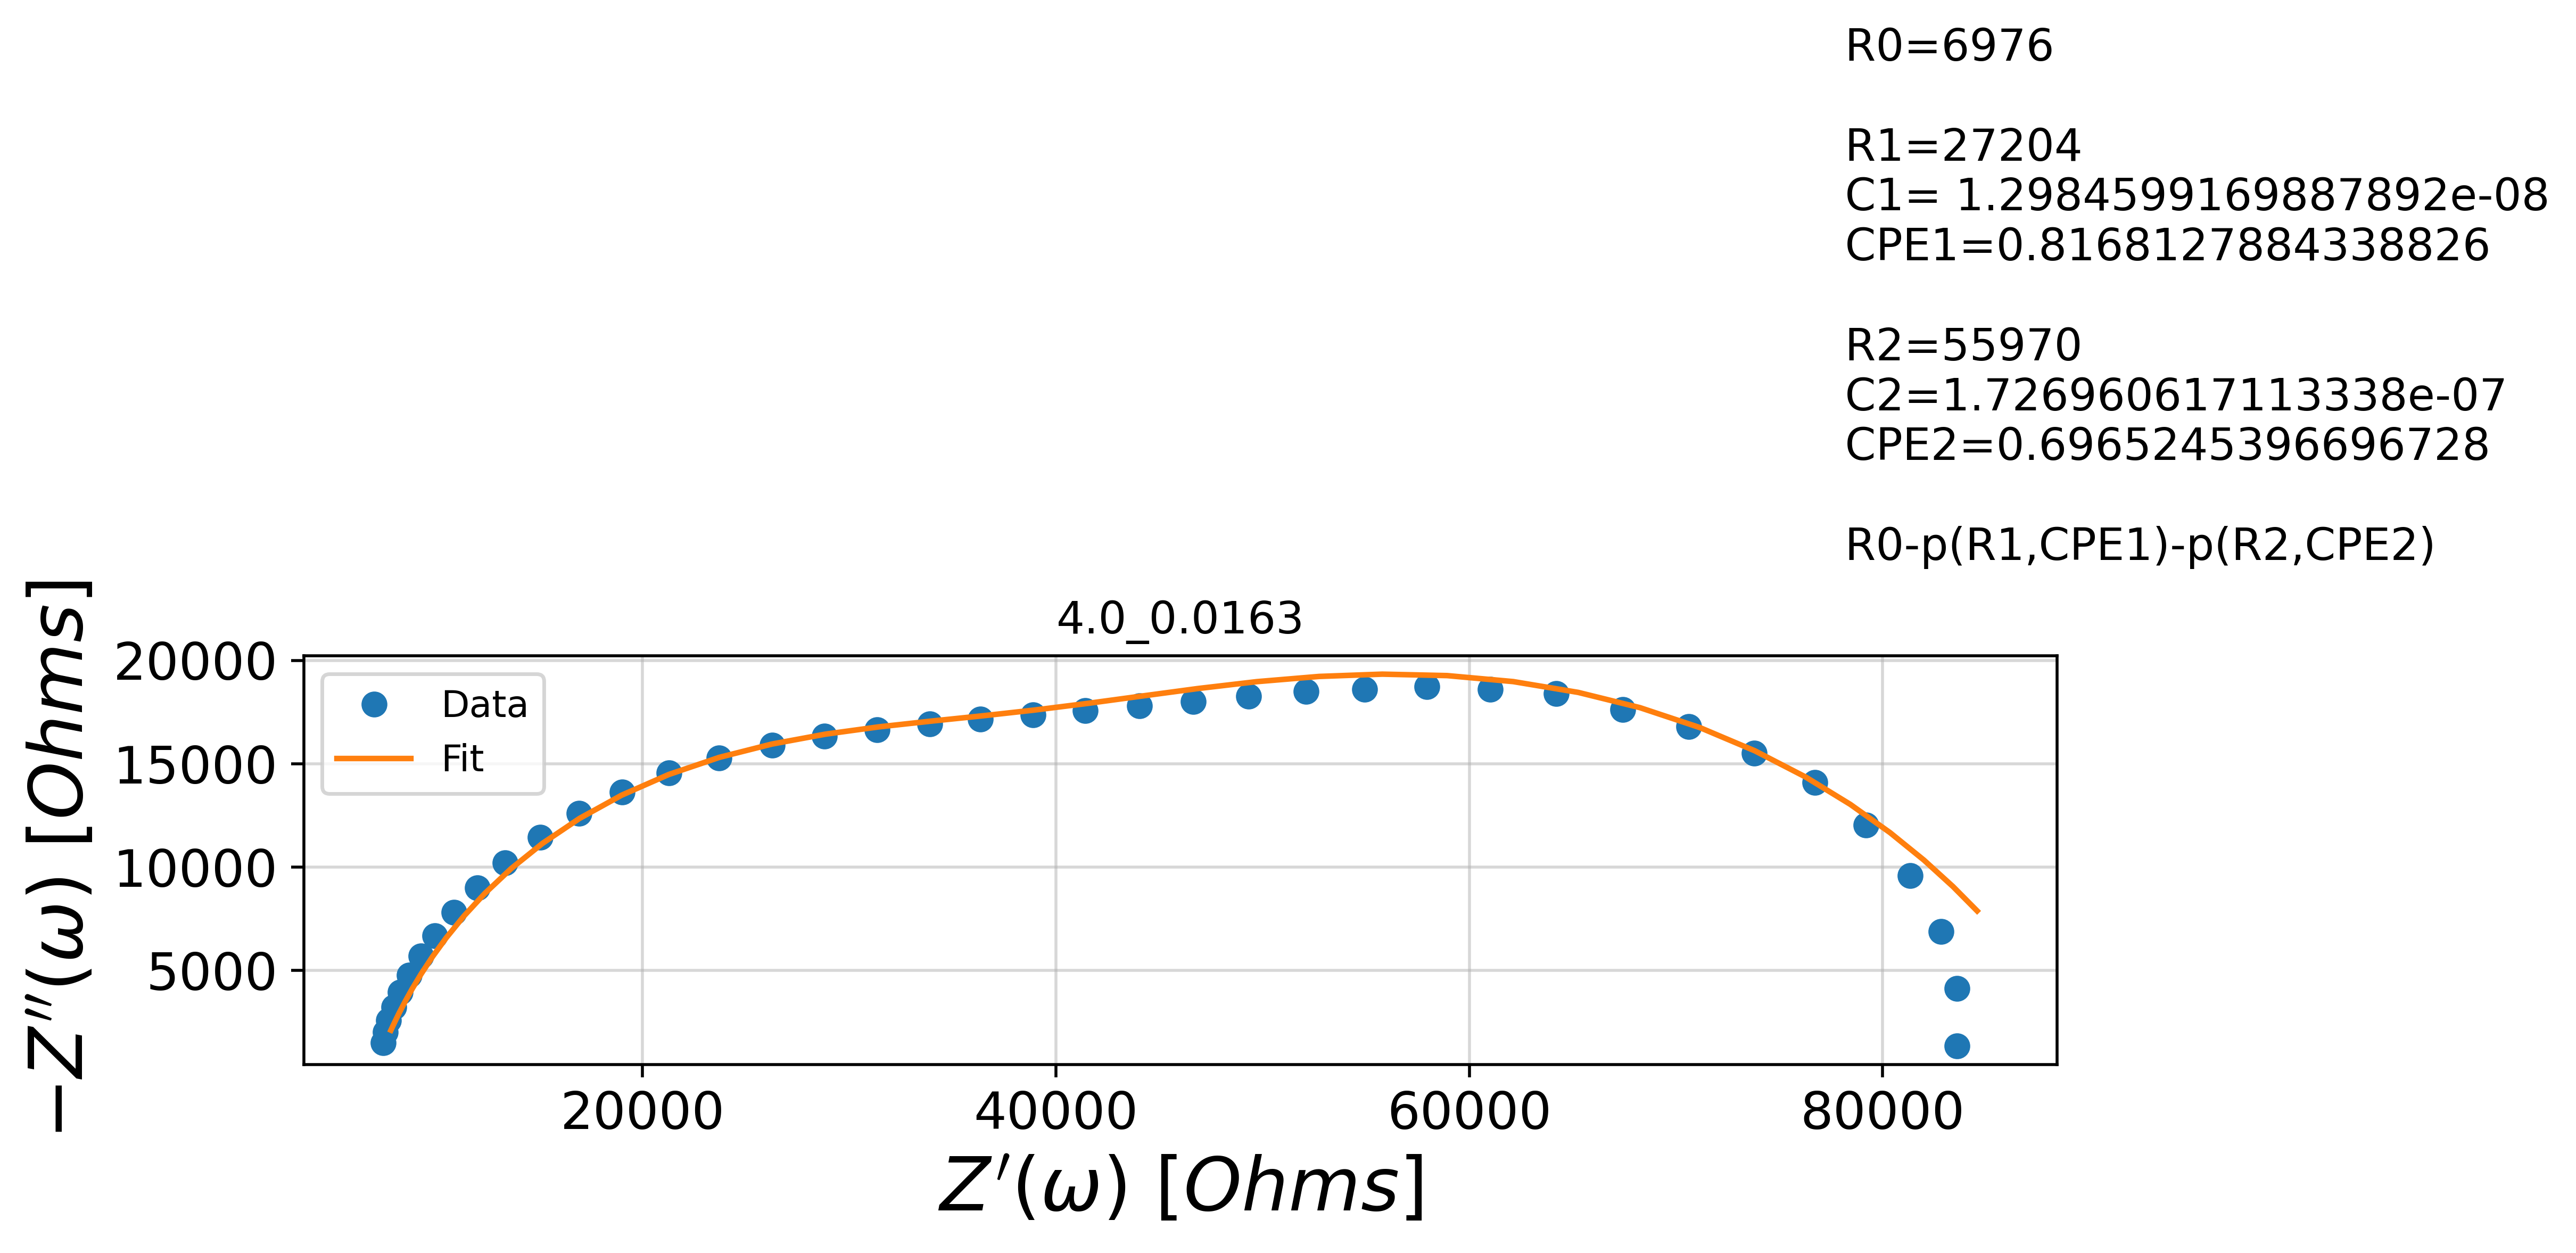 R0=6976
R1=27204
C1= 1.2984599169887892e-08
CPE1=0.8168127884338826
R2=55970
C2=1.726960617113338e-07
CPE2=0.6965245396696728
R0-p(R1,CPE1)-p(R2,CPE2)
4.0_0.0163
−Z′′(ω) [Ohms]
20000
15000
10000
5000
Data
Fit
20000 40000 60000 80000
Z′(ω) [Ohms]